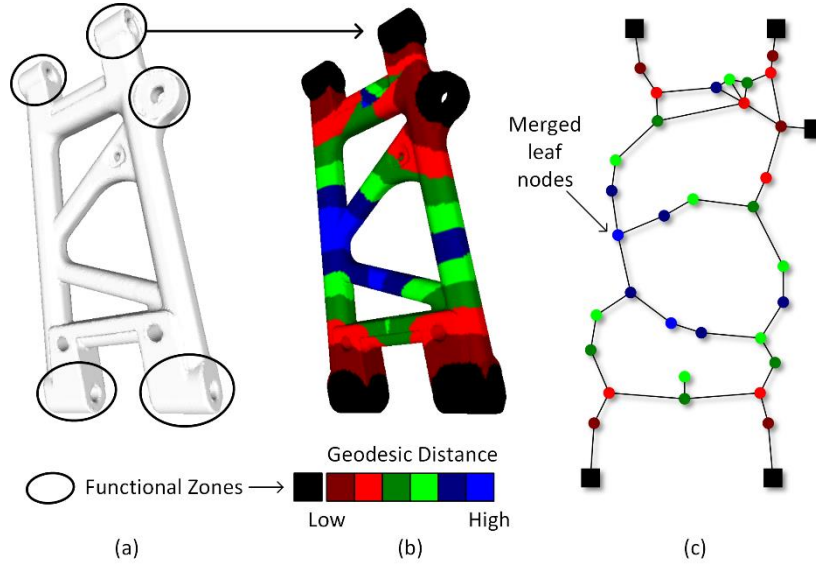 Merged
leaf
nodes
Geodesic Distance
Functional Zones
Low
High
(a)
(b)
(c)